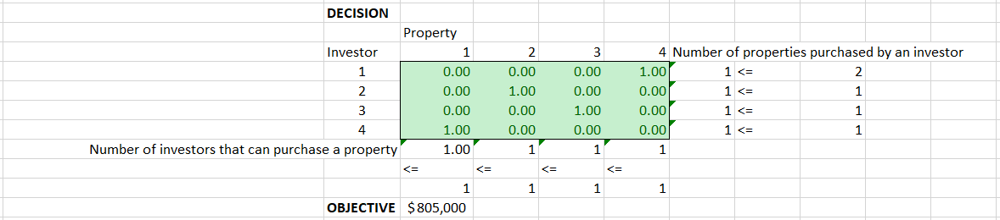 DECISION
Property
Investor 1 2 3 4 Number of properties purchased by an investor
1 0.00 0.00 0.00 1.00 1 <= 2
2 0.00 1.00 0.00 0.00 1 <= 1
3 0.00 0.00 1.00 0.00 1 <= 1
4 1.00 0.00 0.00 0.00 1 <= 1
Number of investors that can purchase a property 1.00 1 1 1
<= <= <= <=
1 1 1 1
OBJECTIVE $805,000